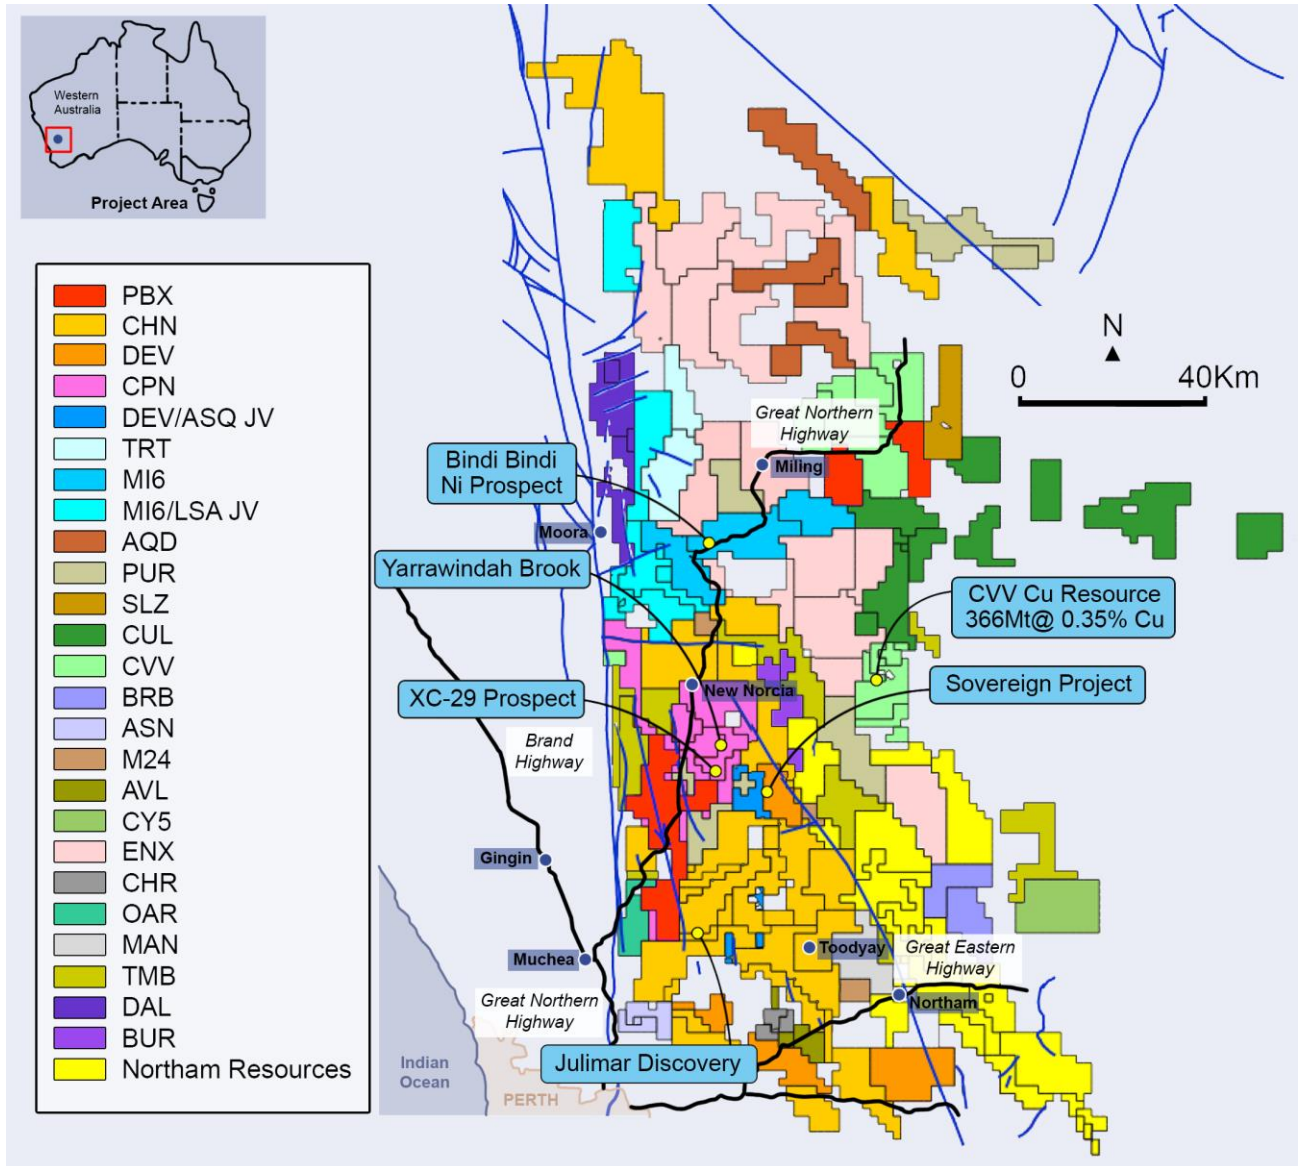 Western
Australia
Project Area
PBX
CHN
DEV
CPN
DEV/ASQ JV
TRT
MI6
MI6/LSA JV
AQD
PUR
SLZ
CUL
CVV
BRB
ASN
M24
AVL
CY5
ENX
CHR
OAR
MAN
TMB
DAL
BUR
Northam Resources
N
0 40Km
Great Northern
Highway
Bindi Bindi
Ni Prospect
Miling
Moora
Yarrawindah Brook
CVV Cu Resource
366Mt@ 0.35% Cu
XC-29 Prospect
New Norcia
Sovereign Project
Brand
Highway
Gingin
Muchea
Toodyay
Great Eastern
Highway
Northam
Great Northern
Highway
Julimar Discovery
Indian
Ocean
PERTH